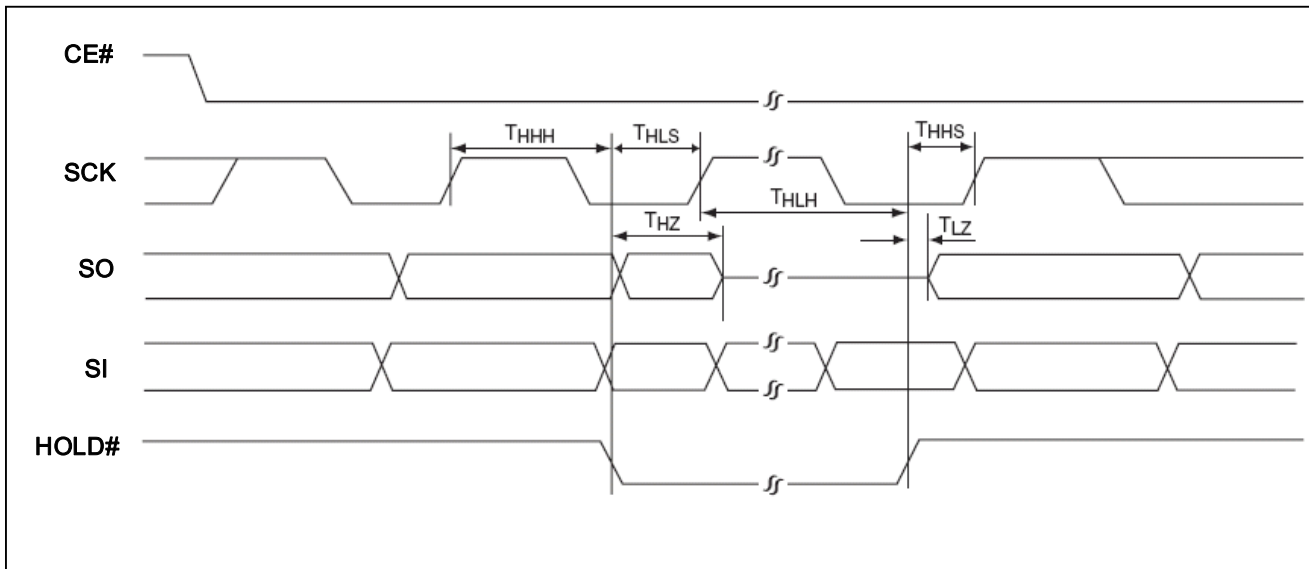 CE#
THHH THLS THHS
SCK
THLH
THZ TLZ
SO
SI
HOLD#